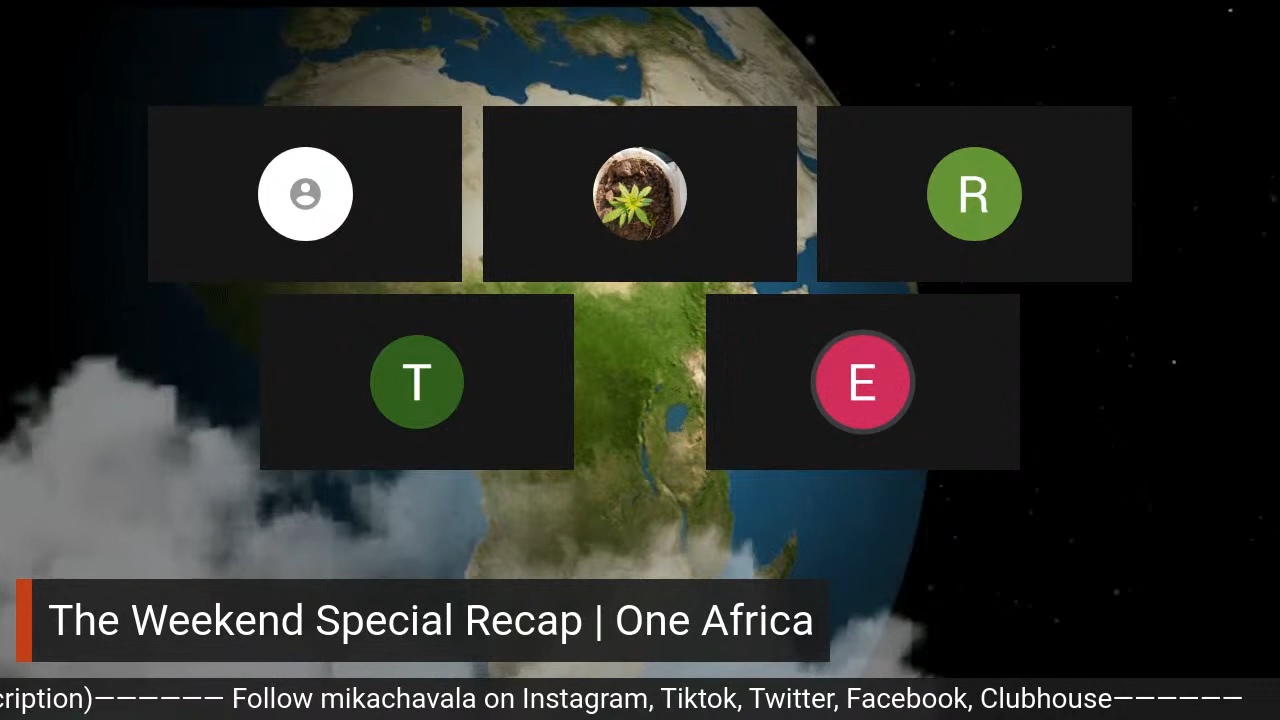 R
T
E
The Weekend Special Recap | One Africa
cription)—————— Follow mikachavala on Instagram, Tiktok, Twitter, Facebook, Clubhouse——————